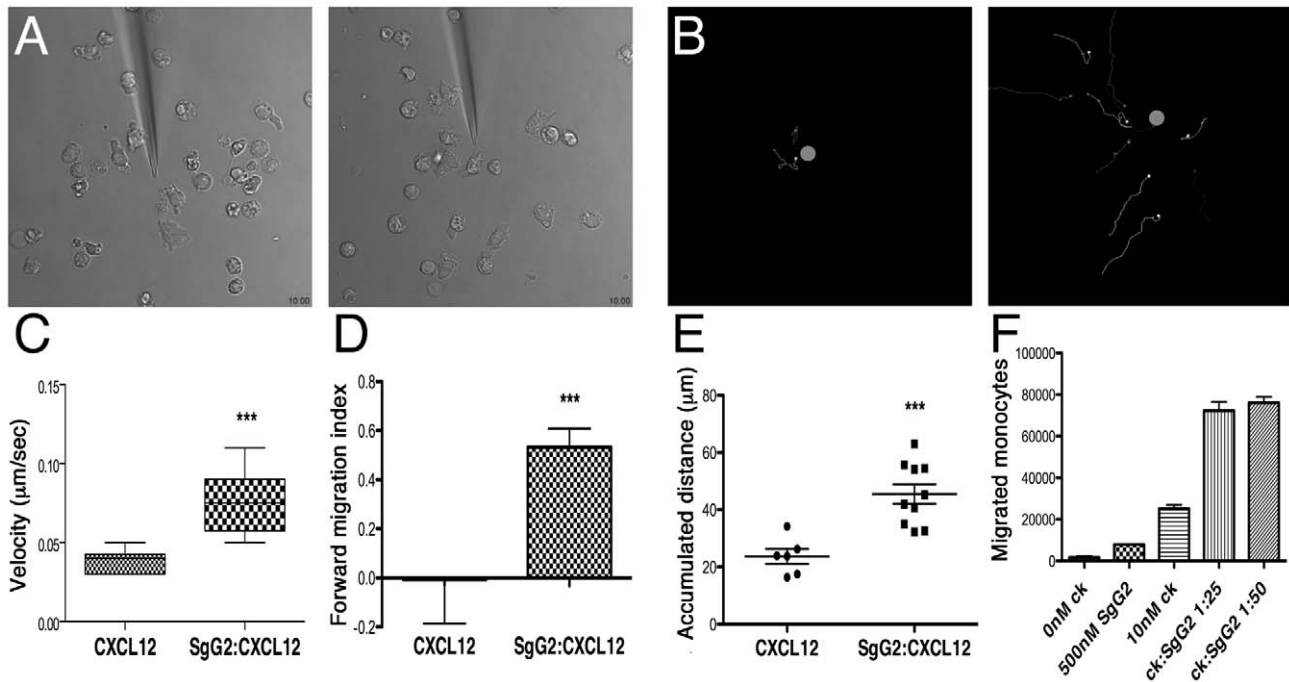 A
10:00
10:00
B
C
Velocity (µm/sec)
0.15
0.10
0.05
0.00
***
CXCL12
SgG2:CXCL12
D
Forward migration index
0.8
0.6
0.4
0.2
0.0
-0.2
***
CXCL12
SgG2:CXCL12
E
Accumulated distance (µm)
80
60
40
20
0
***
CXCL12
SgG2:CXCL12
F
Migrated monocytes
100000
80000
60000
40000
20000
0
0nM ck
500nM SgG2
10nM ck
ck:SgG2 1:25
ck:SgG2 1:50